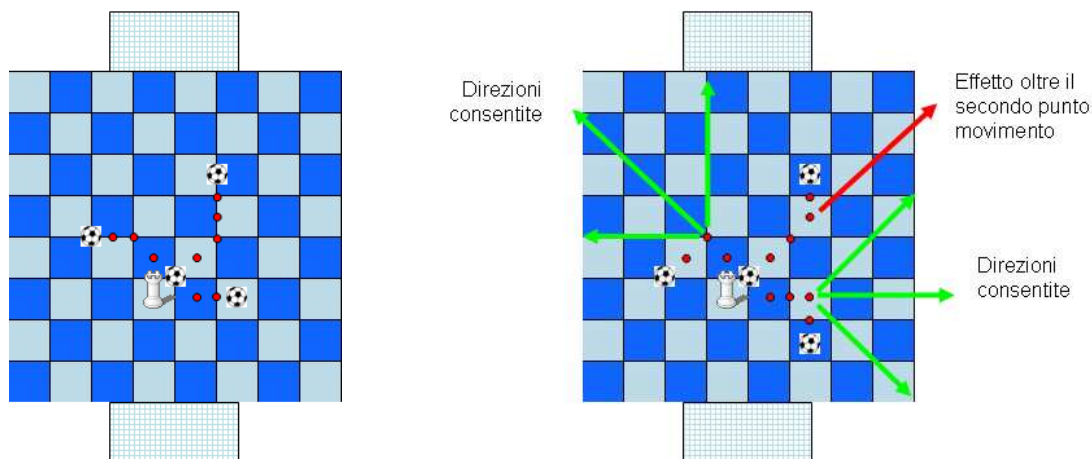 Direzioni
consentite
Effetto oltre il
secondo punto
movimento
Direzioni
consentite